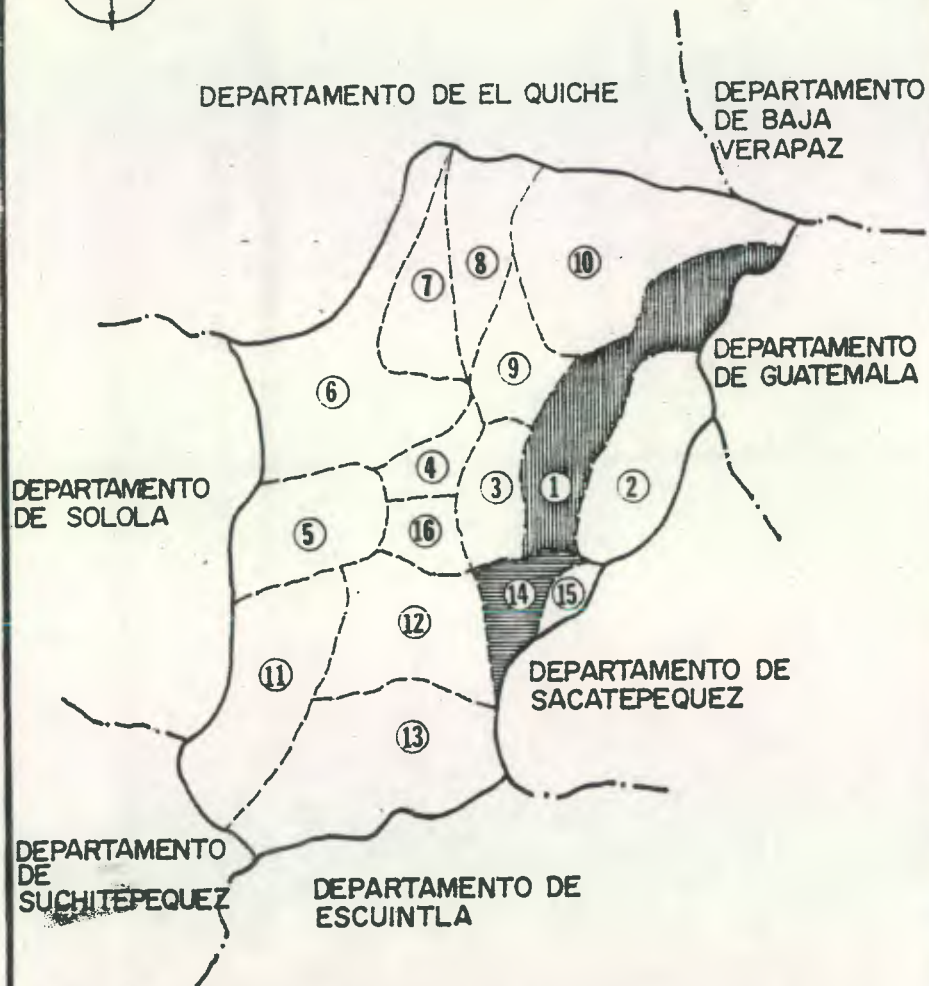 DEPARTAMENTO DE EL QUICHE
DEPARTAMENTO
DE BAJA
VERAPAZ
8
10
7
DEPARTAMENTO
DE GUATEMALA
9
6
4
3
1
2
DEPARTAMENTO
DE SOLOLA
5
16
14
15
12
11
DEPARTAMENTO DE
SACATEPEQUEZ
13
DEPARTAMENTO
DE
SUCHITEPEQUEZ
DEPARTAMENTO DE
ESCUINTLA